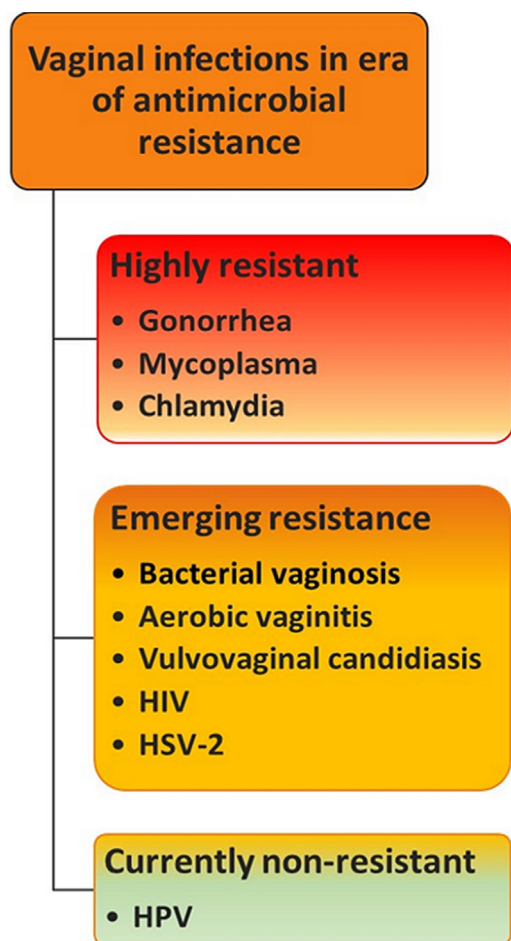 Vaginal infections in era
of antimicrobial
resistance
Highly resistant
• Gonorrhea
• Mycoplasma
• Chlamydia
Emerging resistance
• Bacterial vaginosis
• Aerobic vaginitis
• Vulvovaginal candidiasis
• HIV
• HSV-2
Currently non-resistant
• HPV